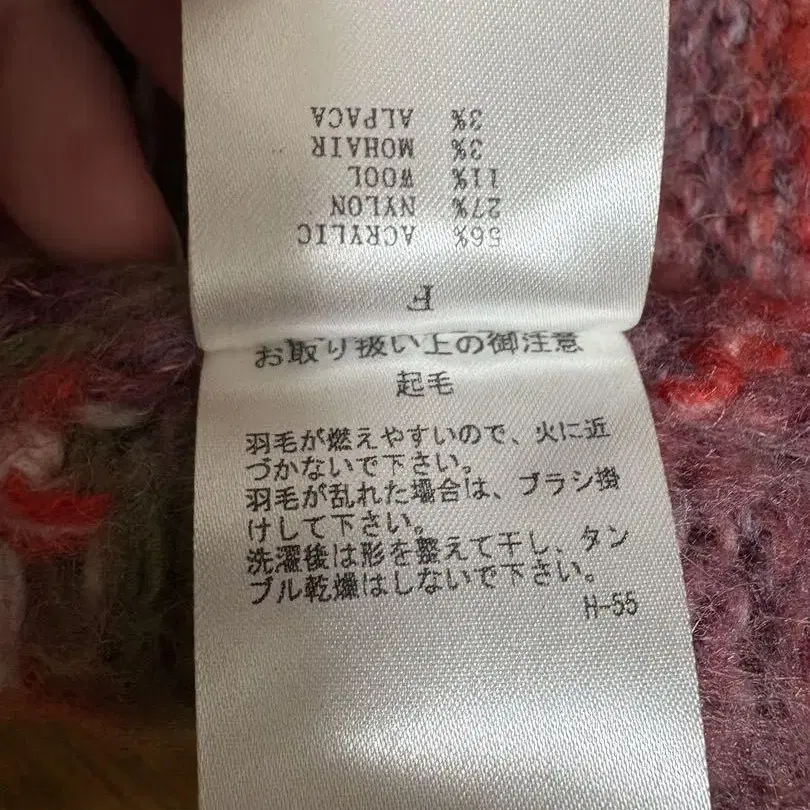 F
56% ACRYLIC
27% NYLON
11% WOOL
3% MOHAIR
3% ALPACA
お取り扱い上の御注意
起毛
羽毛が燃えやすいので、火に近
づかないで下さい。
羽毛が乱れた場合は、ブラシ掛
けして下さい。
洗濯後は形を整えて干し、タン
ブル乾燥はしないで下さい。
H-55